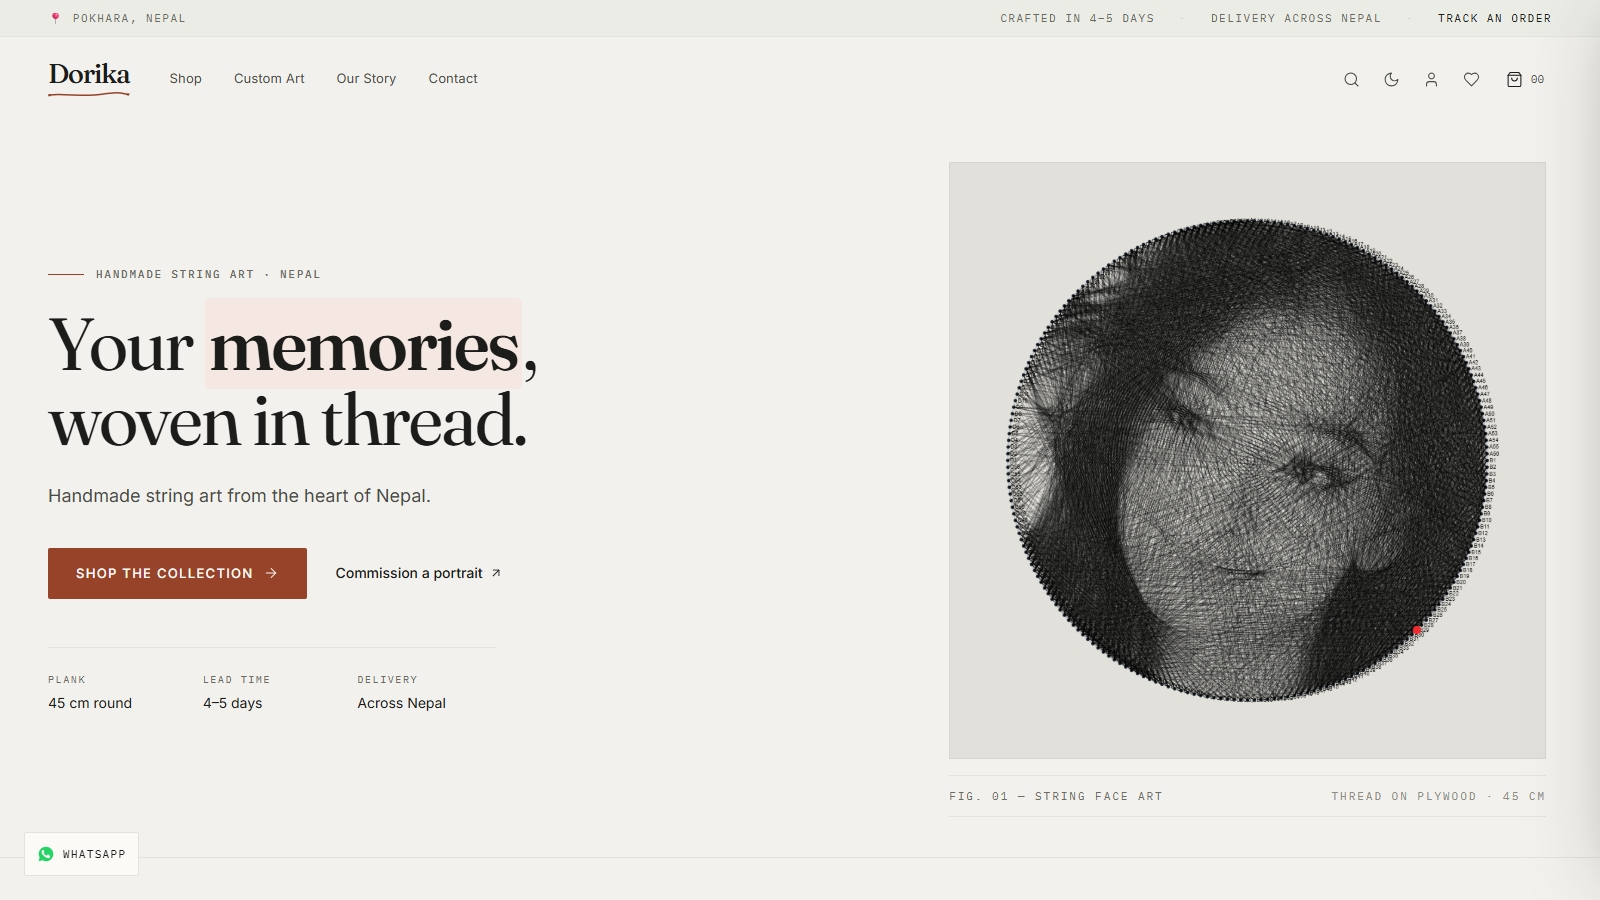 POKHARA, NEPAL
CRAFTED IN 4–5 DAYS · DELIVERY ACROSS NEPAL · TRACK AN ORDER
Dorika
Shop
Custom Art
Our Story
Contact
00
HANDMADE STRING ART · NEPAL
Your memories,
woven in thread.
Handmade string art from the heart of Nepal.
SHOP THE COLLECTION →
Commission a portrait ↗
PLANK
45 cm round
LEAD TIME
4–5 days
DELIVERY
Across Nepal
FIG. 01 — STRING FACE ART
THREAD ON PLYWOOD · 45 CM
WHATSAPP